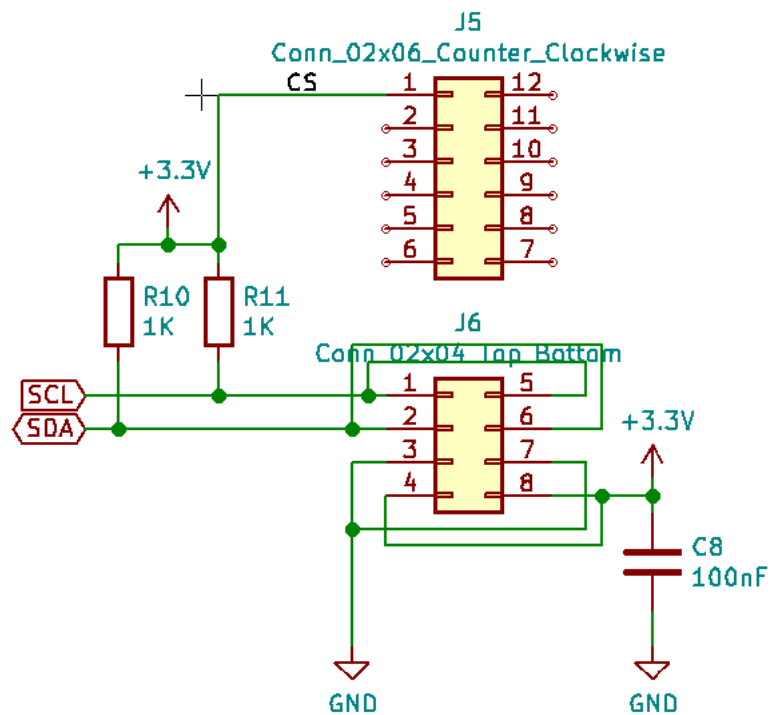 J5
Conn_02x06_Counter_Clockwise
CS
1 12
2 11
3 10
4 9
5 8
6 7
+3.3V
R10 R11
1K 1K
J6
Conn_02x04_Top_Bottom
SCL 1 5
SDA 2 6
+3.3V
3 7
4 8
C8
100nF
GND GND